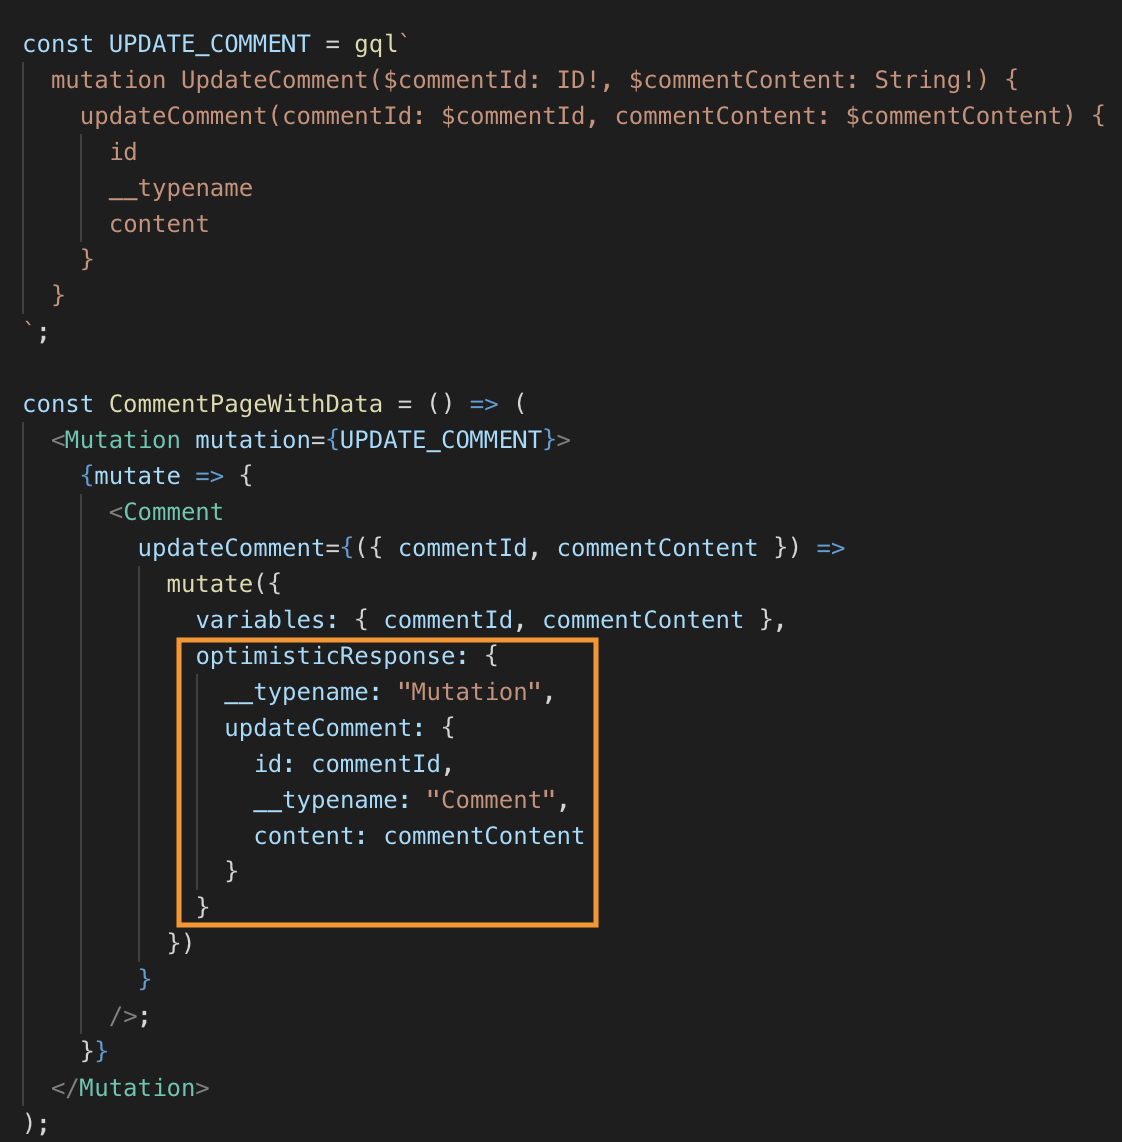 const UPDATE_COMMENT = gql`
  mutation UpdateComment($commentId: ID!, $commentContent: String!) {
    updateComment(commentId: $commentId, commentContent: $commentContent) {
      id
      __typename
      content
    }
  }
`;

const CommentPageWithData = () => (
  <Mutation mutation={UPDATE_COMMENT}>
    {mutate => {
      <Comment
        updateComment={({ commentId, commentContent }) =>
          mutate({
            variables: { commentId, commentContent },
            optimisticResponse: {
              __typename: "Mutation",
              updateComment: {
                id: commentId,
                __typename: "Comment",
                content: commentContent
              }
            }
          })
        }
      />;
    }}
  </Mutation>
);